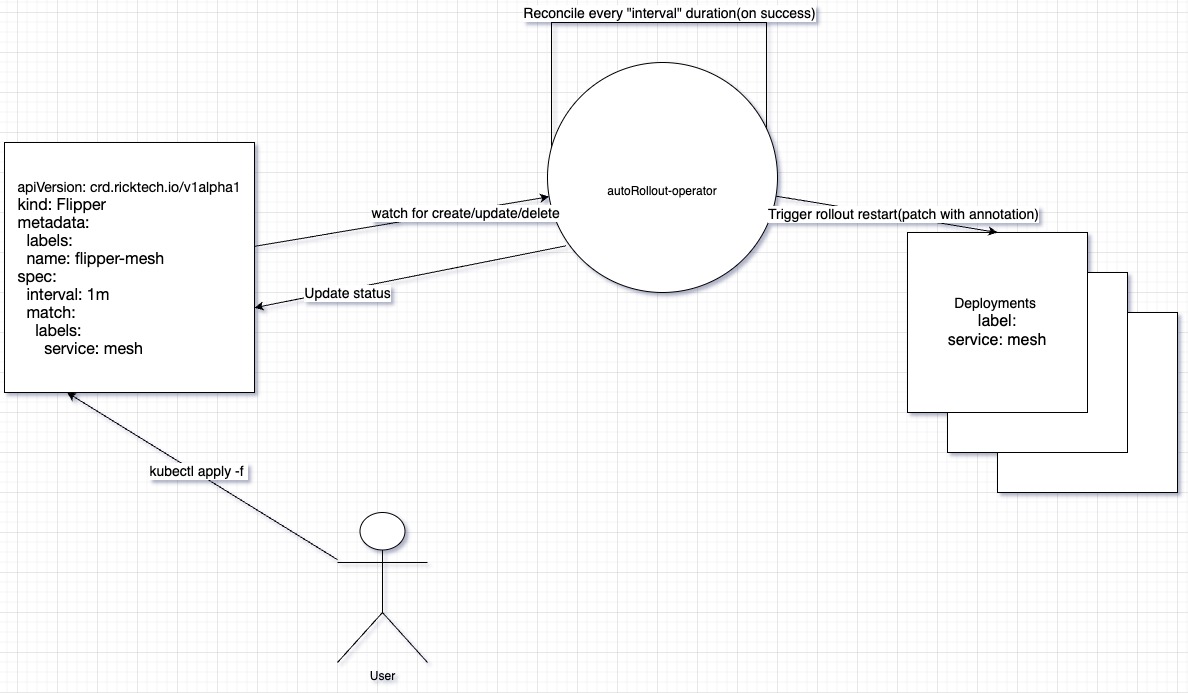 Reconcile every "interval" duration(on success)
autoRollout-operator
apiVersion: crd.ricktech.io/v1alpha1
kind: Flipper
metadata:
labels:
name: flipper-mesh
spec:
interval: 1m
match:
labels:
service: mesh
watch for create/update/delete
Trigger rollout restart(patch with annotation)
Update status
Deployments
label:
service: mesh
kubectl apply -f
User